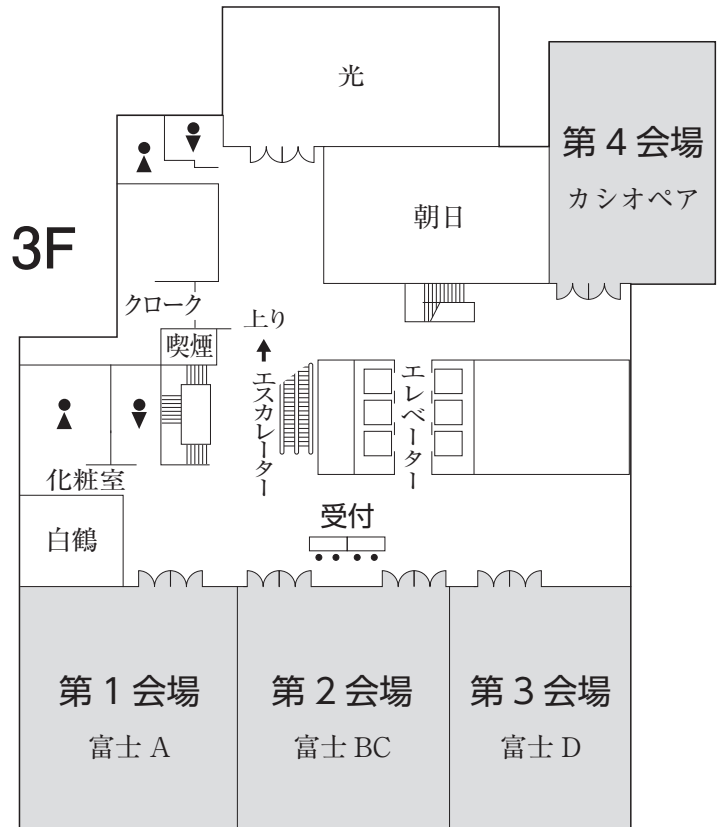 光
第 4 会場
カシオペア
朝日
3F
クローク
上り
喫煙
エスカレーター
エレベーター
化粧室
受付
白鶴
第 1 会場
富士 A
第 2 会場
富士 BC
第 3 会場
富士 D